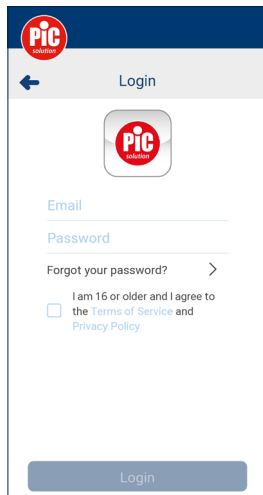 PiC
solution
Login
PiC
solution
Email
Password
Forgot your password?
I am 16 or older and I agree to
the Terms of Service and
Privacy Policy
Login